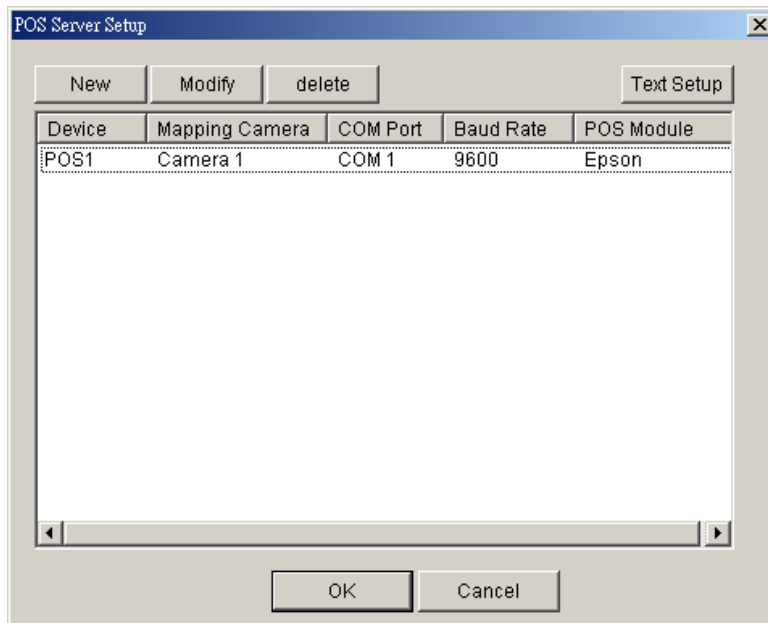 POS Server Setup
New Modify delete Text Setup
Device Mapping Camera COM Port Baud Rate POS Module
POS1 Camera 1 COM 1 9600 Epson
OK Cancel